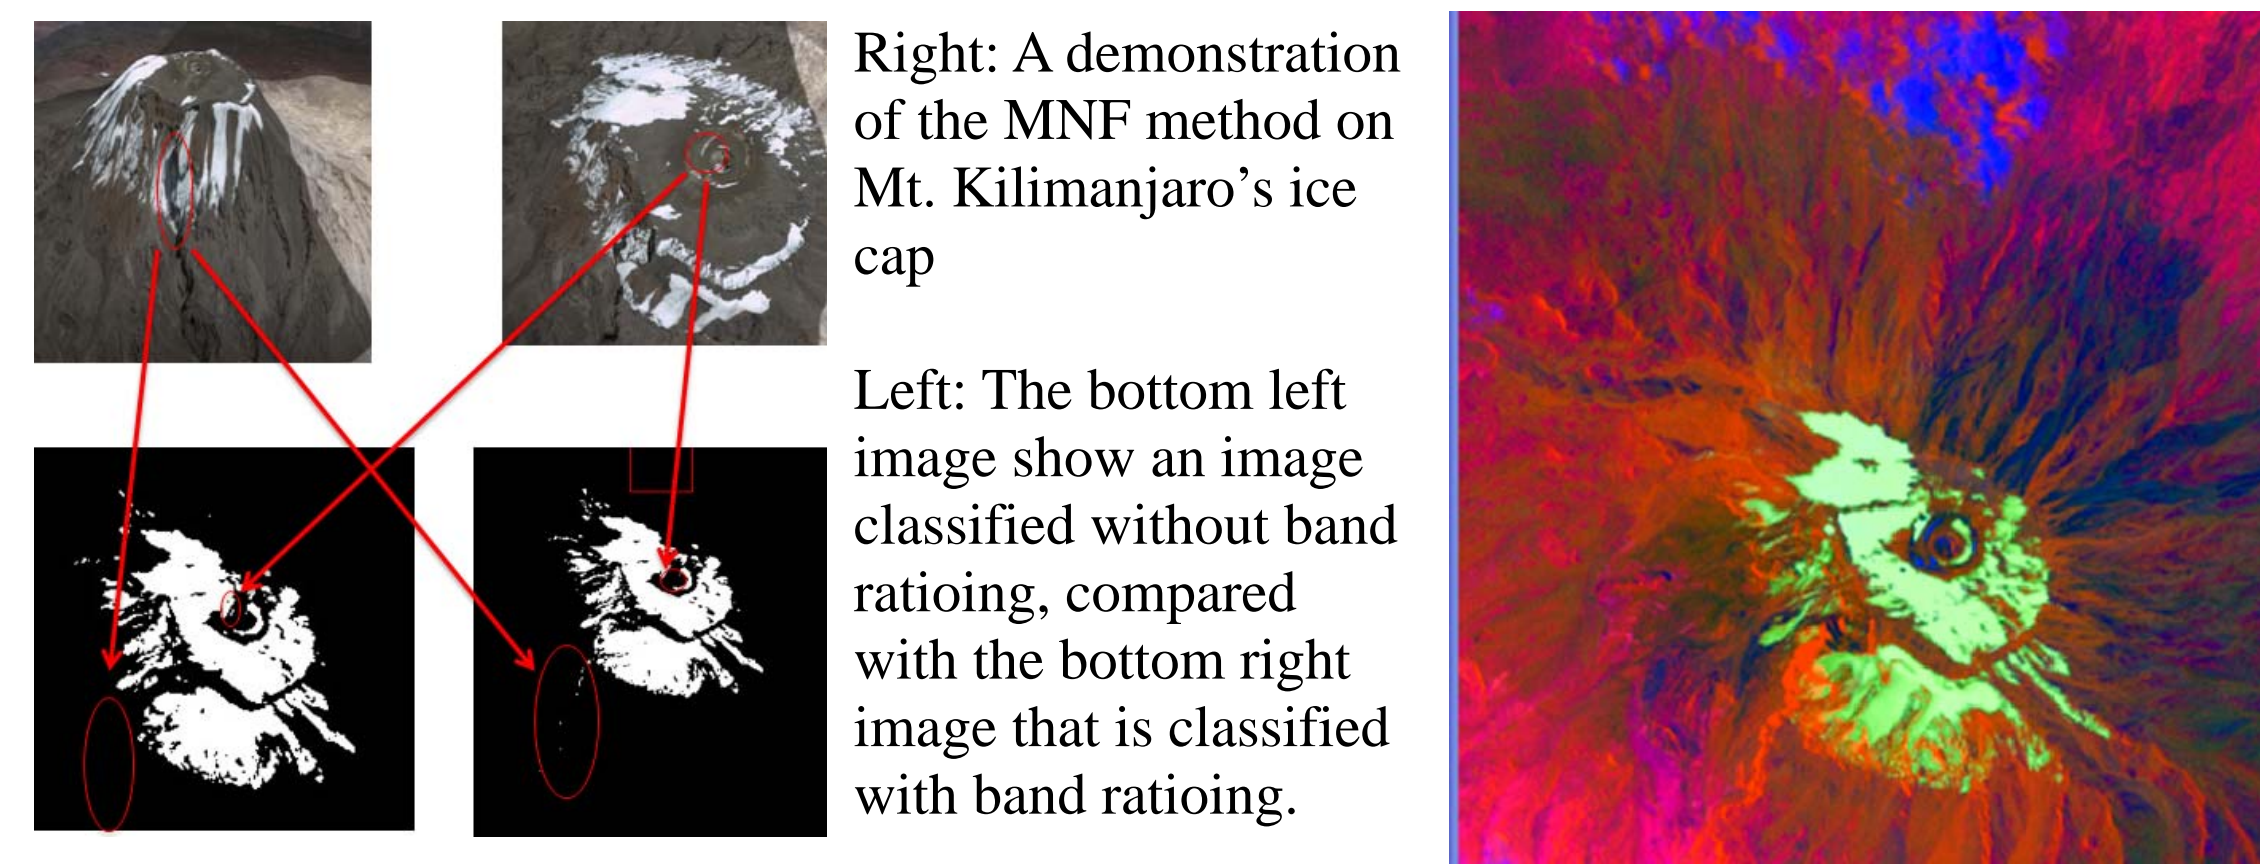 Right: A demonstration
of the MNF method on
Mt. Kilimanjaro’s ice
cap
Left: The bottom left
image show an image
classified without band
ratioing, compared
with the bottom right
image that is classified
with band ratioing.